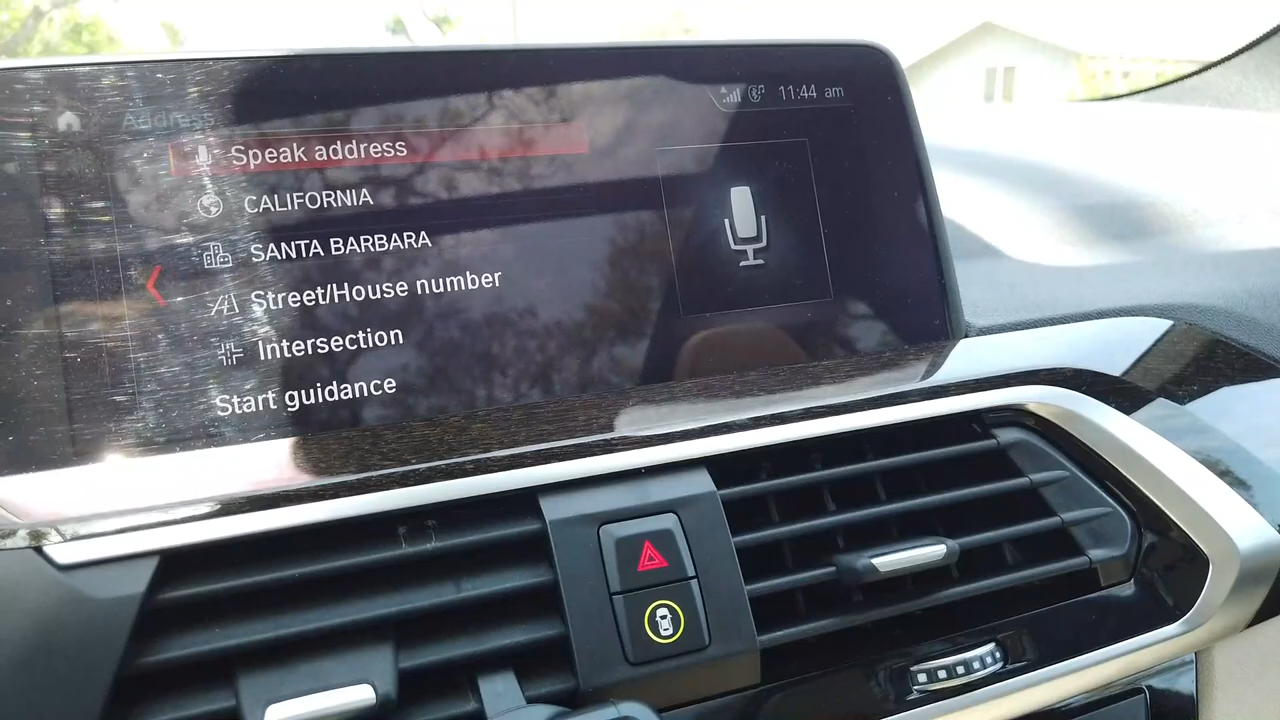 11:44 am
Address
Speak address
CALIFORNIA
SANTA BARBARA
Street/House number
Intersection
Start guidance